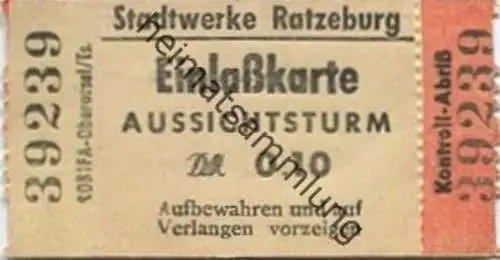 39239
ROBIFA-Oberursel/Ts.
Stadtwerke Ratzeburg
Einlaßkarte
AUSSICHTSTURM
DM 0,10
Aufbewahren und auf
Verlangen vorzeigen
Kontroll-Abriß
39239
heimatsammlung